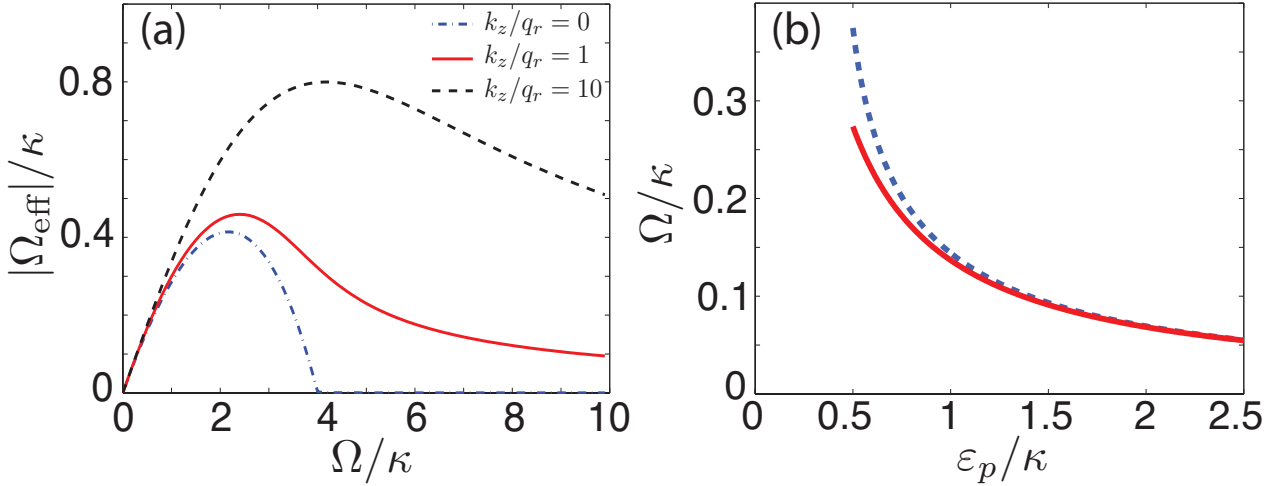 (a)
k_z/q_r = 0
k_z/q_r = 1
k_z/q_r = 10
|Ω_eff|/κ
0.8
0.4
0
0 2 4 6 8 10
Ω/κ
(b)
Ω/κ
0.3
0.2
0.1
0
0 0.5 1 1.5 2 2.5
ε_p/κ